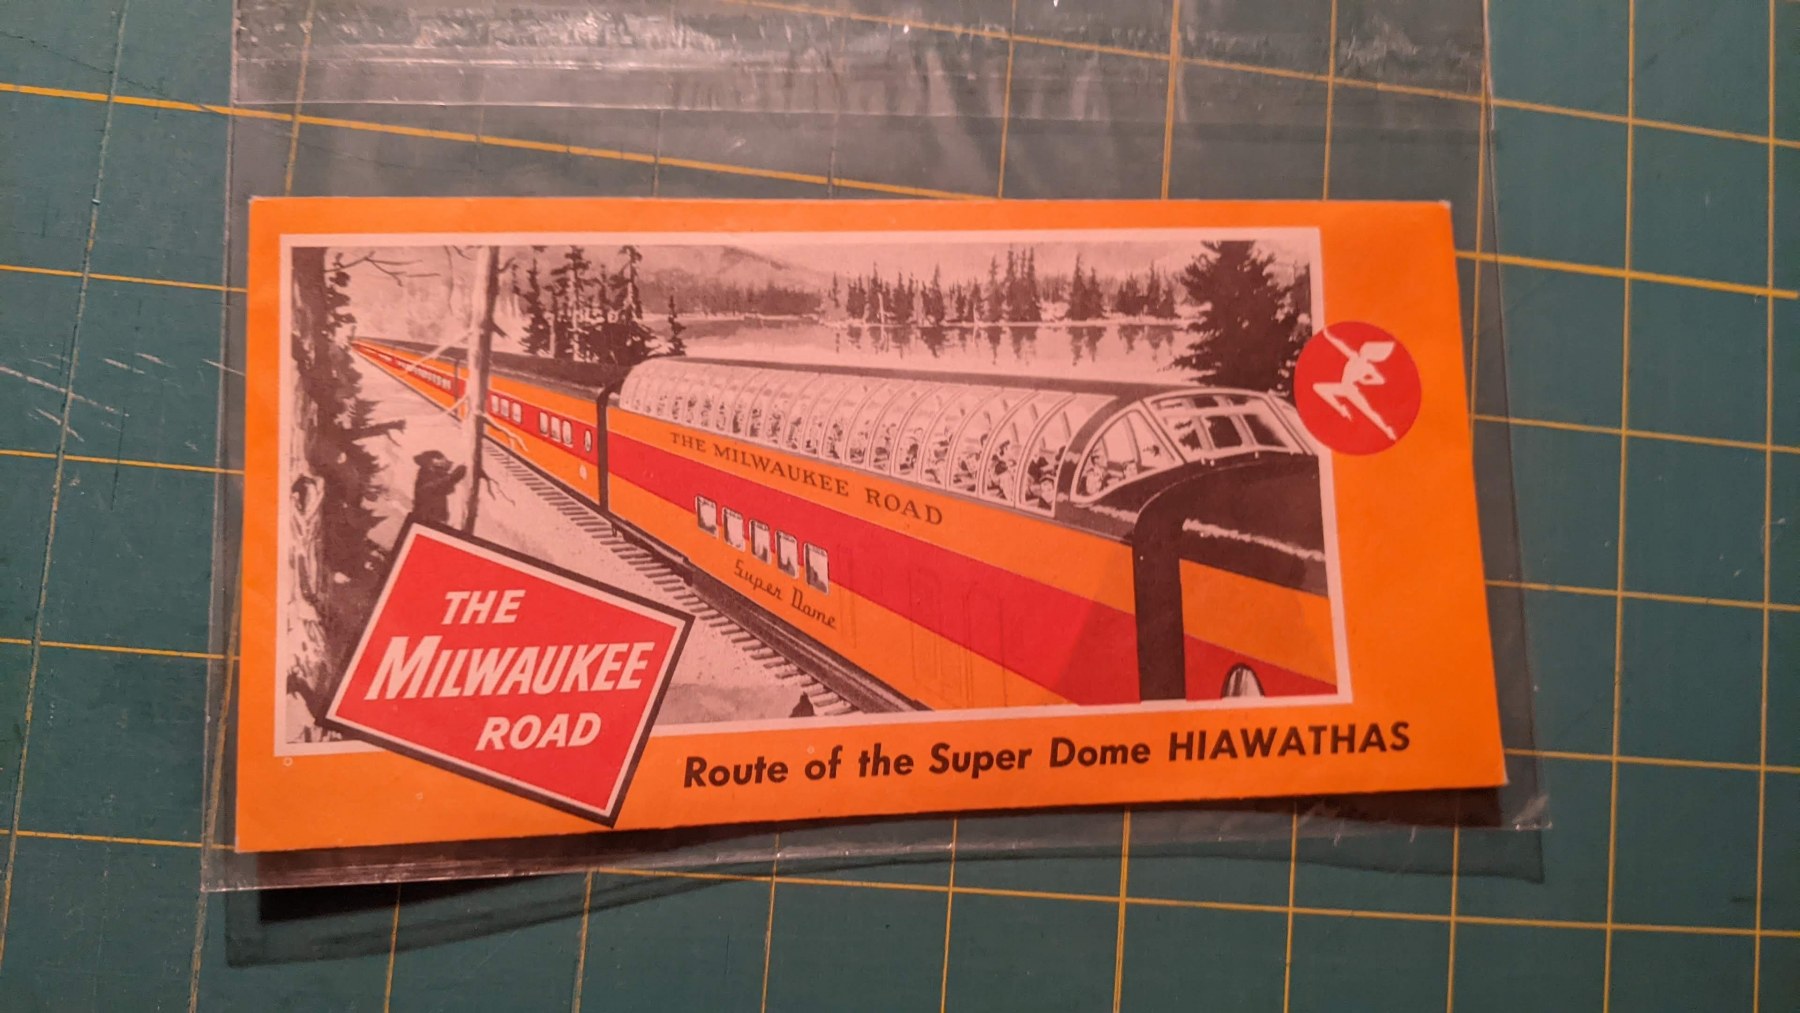 THE MILWAUKEE ROAD
Super Dome
THE
MILWAUKEE
ROAD
Route of the Super Dome HIAWATHAS